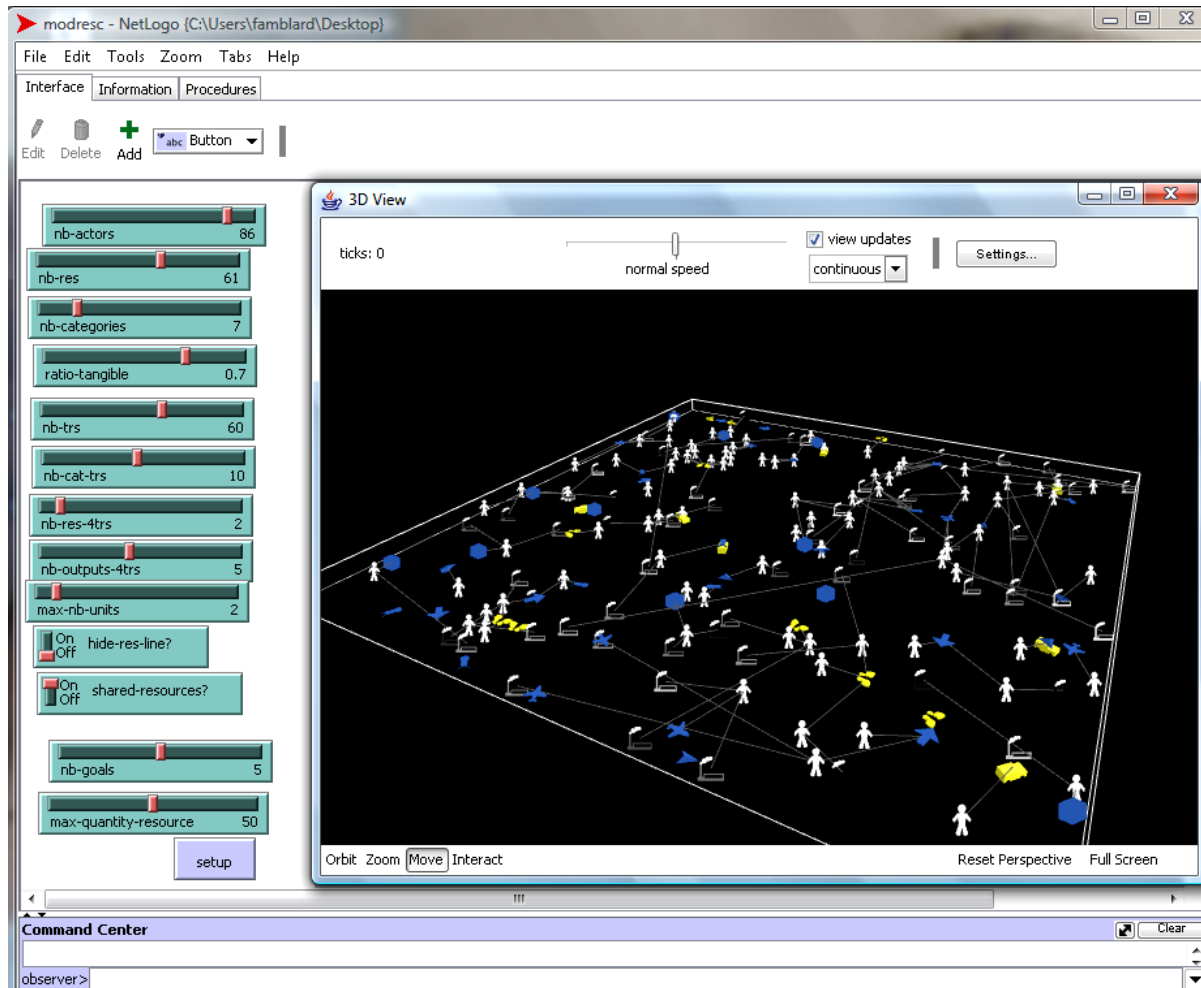 modresc - NetLogo {C:\Users\famblard\Desktop}
File Edit Tools Zoom Tabs Help
Interface Information Procedures
Edit Delete Add abc Button
nb-actors 86
nb-res 61
nb-categories 7
ratio-tangible 0.7
nb-trs 60
nb-cat-trs 10
nb-res-4trs 2
nb-outputs-4trs 5
max-nb-units 2
On
Off hide-res-line?
On
Off shared-resources?
nb-goals 5
max-quantity-resource 50
setup
3D View
ticks: 0
normal speed
view updates
continuous
Settings...
Orbit Zoom Move Interact Reset Perspective Full Screen
Command Center Clear
observer>